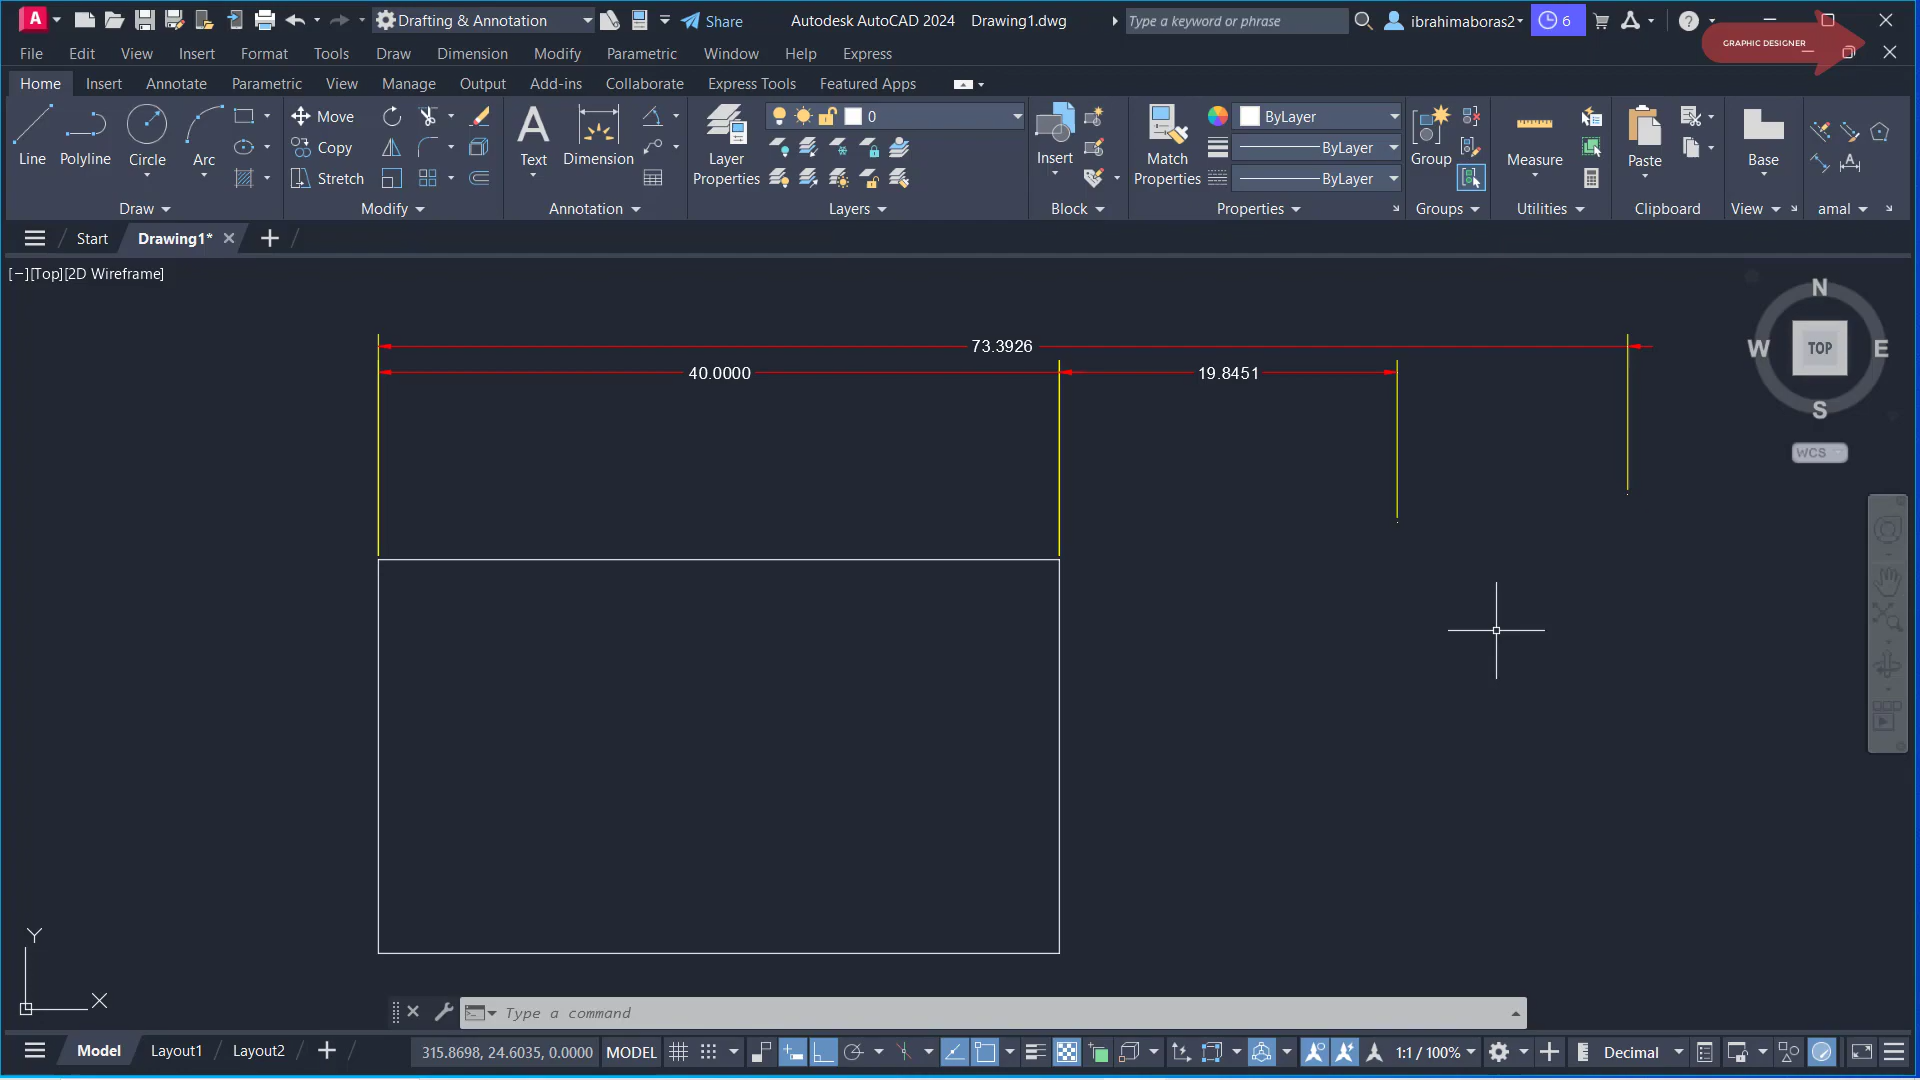 A Drafting & Annotation Share Autodesk AutoCAD 2024 Drawing1.dwg Type a keyword or phrase ibrahimaboras2 6 ?
GRAPHIC DESIGNER
File Edit View Insert Format Tools Draw Dimension Modify Parametric Window Help Express
Home Insert Annotate Parametric View Manage Output Add-ins Collaborate Express Tools Featured Apps
Move 0 ByLayer
Copy ByLayer
Line Polyline Circle Arc Text Dimension Layer Insert Match Group Measure Paste Base
Stretch Properties Properties ByLayer
Draw Modify Annotation Layers Block Properties Groups Utilities Clipboard View amal
Start Drawing1* +
[−][Top][2D Wireframe]
N
73.3926
W TOP E
40.0000 19.8451
S
WCS
Y
X
Type a command
Model Layout1 Layout2 + 315.8698, 24.6035, 0.0000 MODEL 1:1 / 100% Decimal